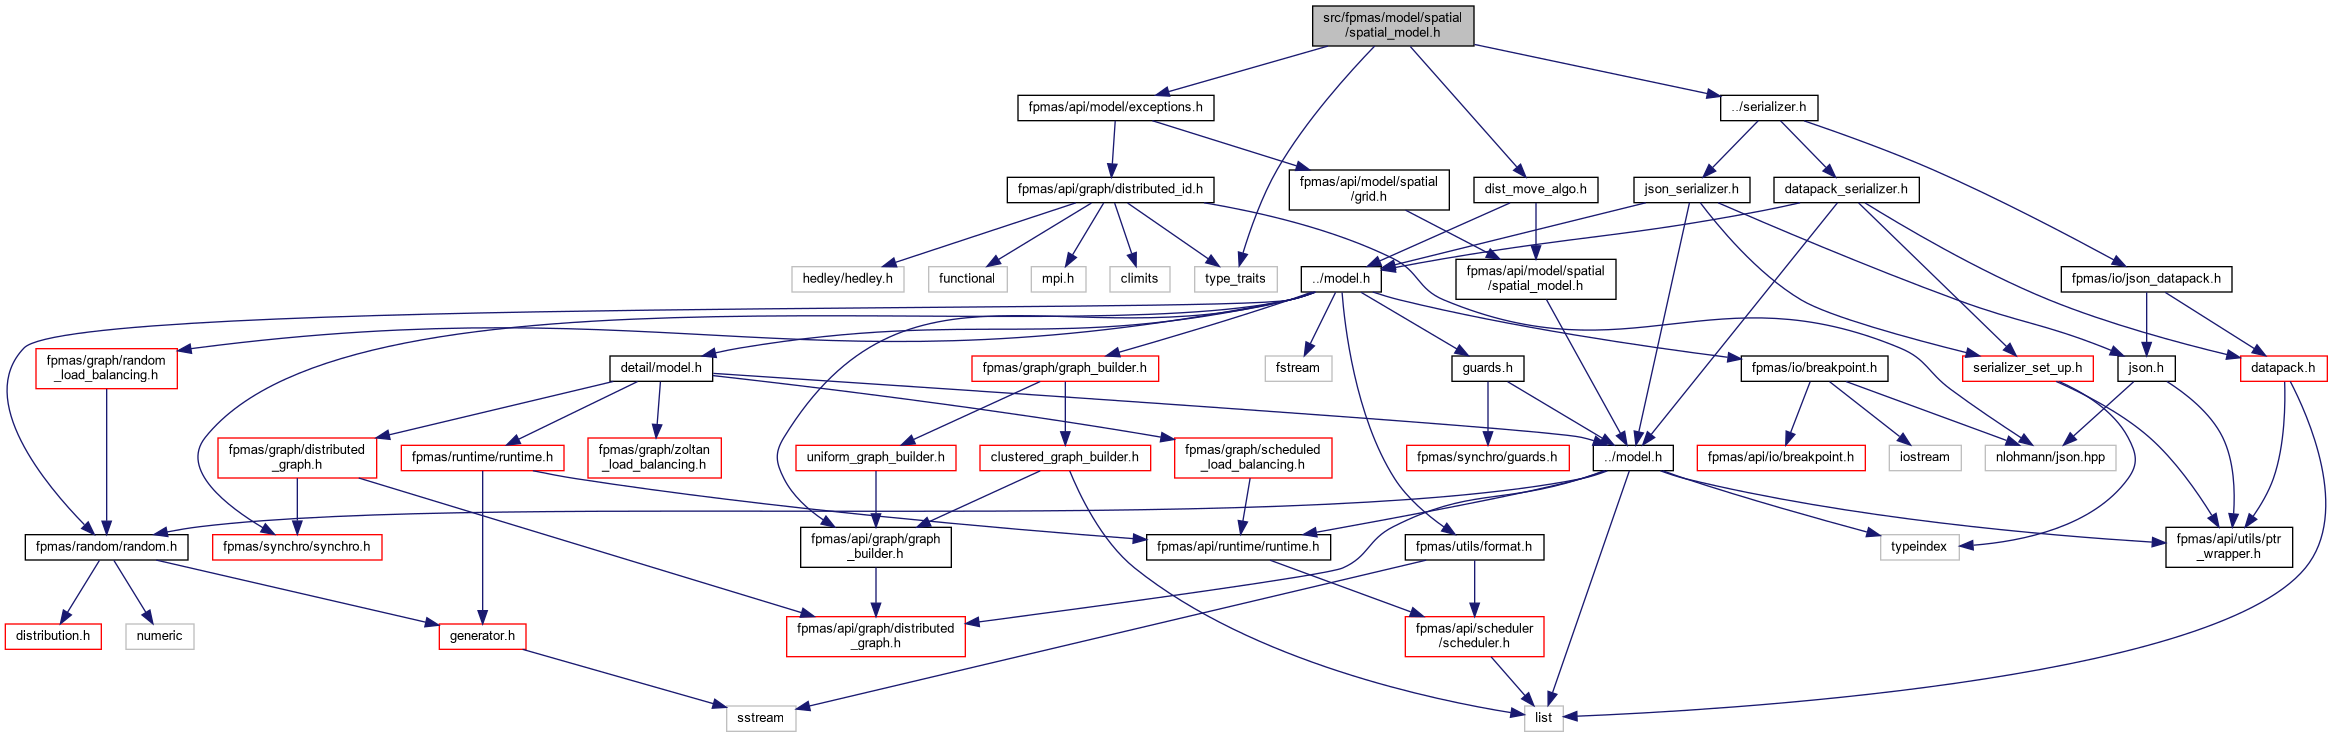 src/fpmas/model/spatial
/spatial_model.h
fpmas/api/model/exceptions.h
../serializer.h
fpmas/api/graph/distributed_id.h
fpmas/api/model/spatial
/grid.h
dist_move_algo.h
json_serializer.h
datapack_serializer.h
hedley/hedley.h
functional
mpi.h
climits
type_traits
../model.h
fpmas/api/model/spatial
/spatial_model.h
fpmas/io/json_datapack.h
fpmas/graph/random
_load_balancing.h
detail/model.h
fpmas/graph/graph_builder.h
fstream
guards.h
fpmas/io/breakpoint.h
serializer_set_up.h
json.h
datapack.h
fpmas/graph/distributed
_graph.h
fpmas/runtime/runtime.h
fpmas/graph/zoltan
_load_balancing.h
uniform_graph_builder.h
clustered_graph_builder.h
fpmas/graph/scheduled
_load_balancing.h
fpmas/synchro/guards.h
../model.h
fpmas/api/io/breakpoint.h
iostream
nlohmann/json.hpp
fpmas/random/random.h
fpmas/synchro/synchro.h
fpmas/api/graph/graph
_builder.h
fpmas/api/runtime/runtime.h
fpmas/utils/format.h
typeindex
fpmas/api/utils/ptr
_wrapper.h
distribution.h
numeric
generator.h
fpmas/api/graph/distributed
_graph.h
fpmas/api/scheduler
/scheduler.h
sstream
list